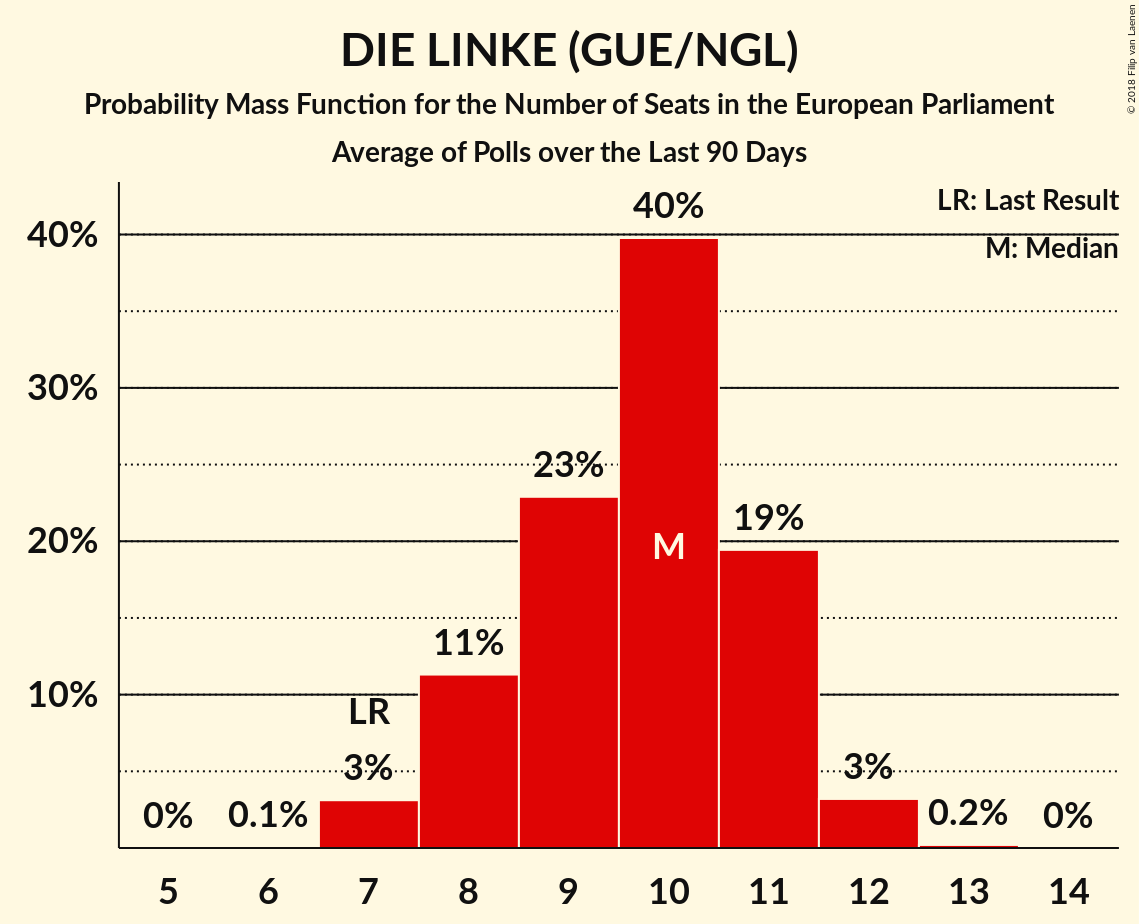 DIE LINKE (GUE/NGL)
Probability Mass Function for the Number of Seats in the European Parliament
Average of Polls over the Last 90 Days
© 2018 Filip van Laenen
LR: Last Result
M: Median
40%
30%
20%
10%
0%
0.1%
LR
3%
11%
23%
40%
M
19%
3%
0.2%
0%
5 6 7 8 9 10 11 12 13 14